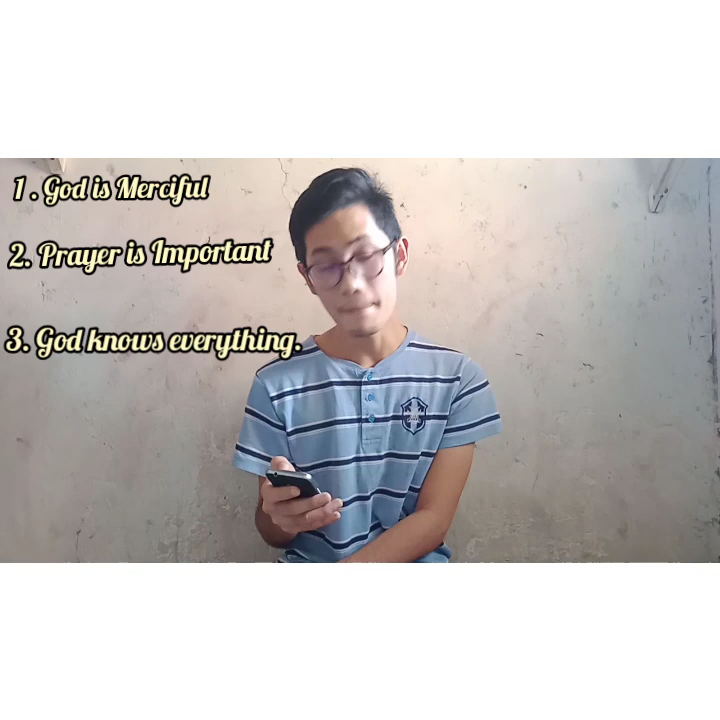 1 . God is Merciful
2. Prayer is Important
3. God knows everything.